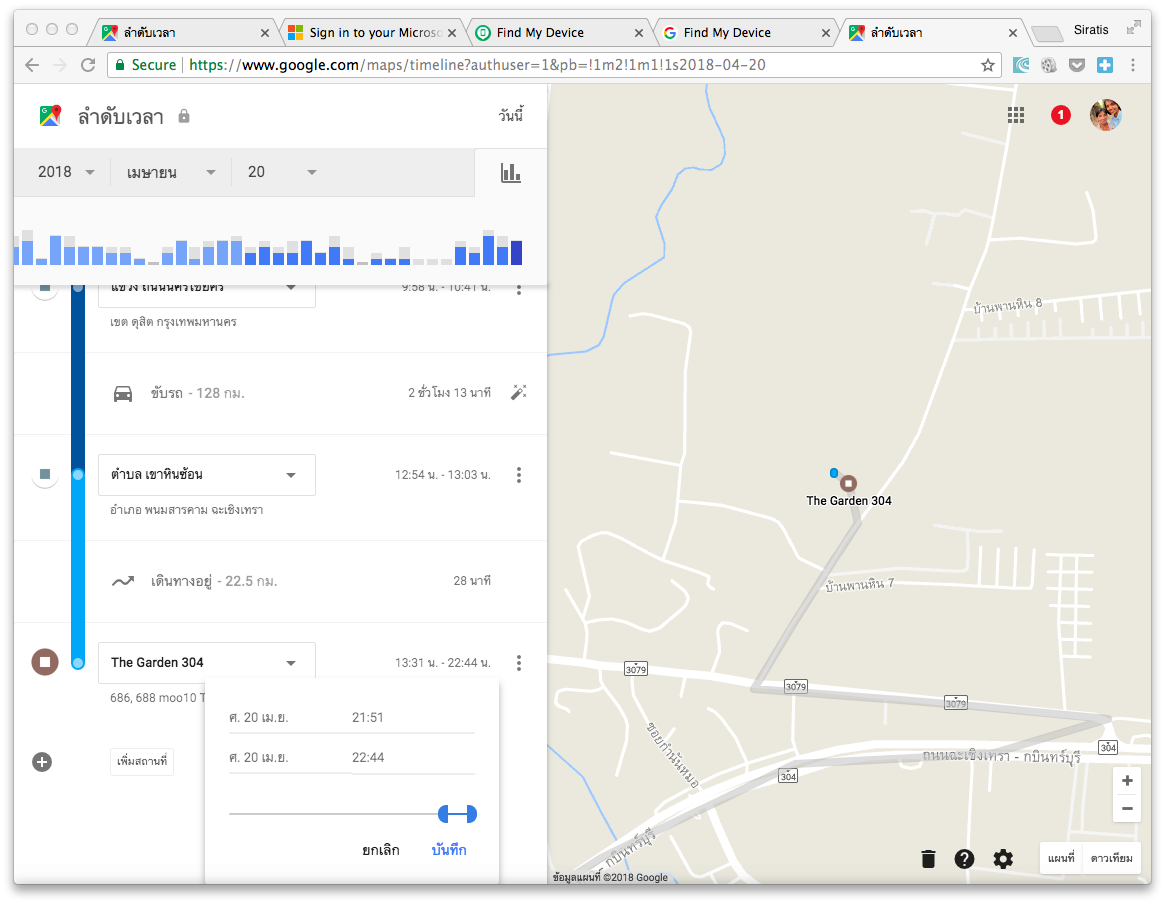 ลำดับเวลา
Sign in to your Microso
Find My Device
Find My Device
ลำดับเวลา
Siratis
Secure
https://www.google.com/maps/timeline?authuser=1&pb=!1m2!1m1!1s2018-04-20
ลำดับเวลา
วันนี้
2018
เมษายน
20
แขวง ถนนนครไชยศรี
9:58 น. - 10:41 น.
เขต ดุสิต กรุงเทพมหานคร
ขับรถ - 128 กม.
2 ชั่วโมง 13 นาที
ตำบล เขาหินซ้อน
12:54 น. - 13:03 น.
อำเภอ พนมสารคาม ฉะเชิงเทรา
เดินทางอยู่ - 22.5 กม.
28 นาที
The Garden 304
13:31 น. - 22:44 น.
686, 688 moo10 T
ศ. 20 เม.ย.
21:51
ศ. 20 เม.ย.
22:44
เพิ่มสถานที่
ยกเลิก
บันทึก
1
บ้านพานหิน 8
The Garden 304
บ้านพานหิน 7
3079
3079
3079
ซอยกำนันหมอ
304
ถนนฉะเชิงเทรา - กบินทร์บุรี
304
- กบินทร์บุรี
+
−
แผนที่
ดาวเทียม
ข้อมูลแผนที่ ©2018 Google